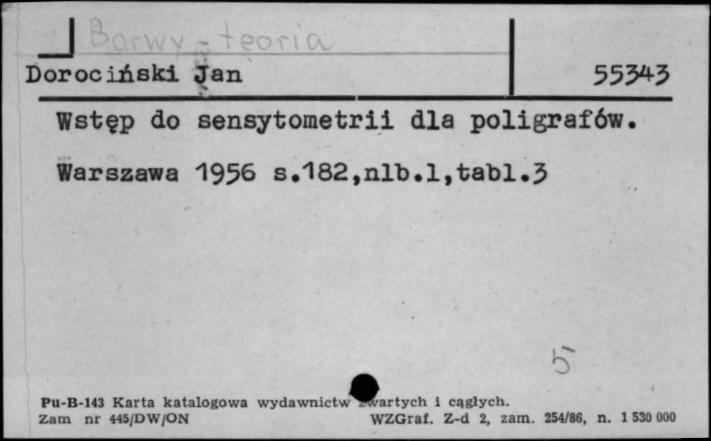 Barwy - teoria
Dorociński Jan 55343
Wstęp do sensytometrii dla poligrafów.
Warszawa 1956 s.182,nlb.1,tabl.3
5
Pu-B-143 Karta katalogowa wydawnictw zwartych i ciągłych.
Zam nr 445/DW/ON WZGraf. Z-d 2, zam. 254/86, n. 1 530 000